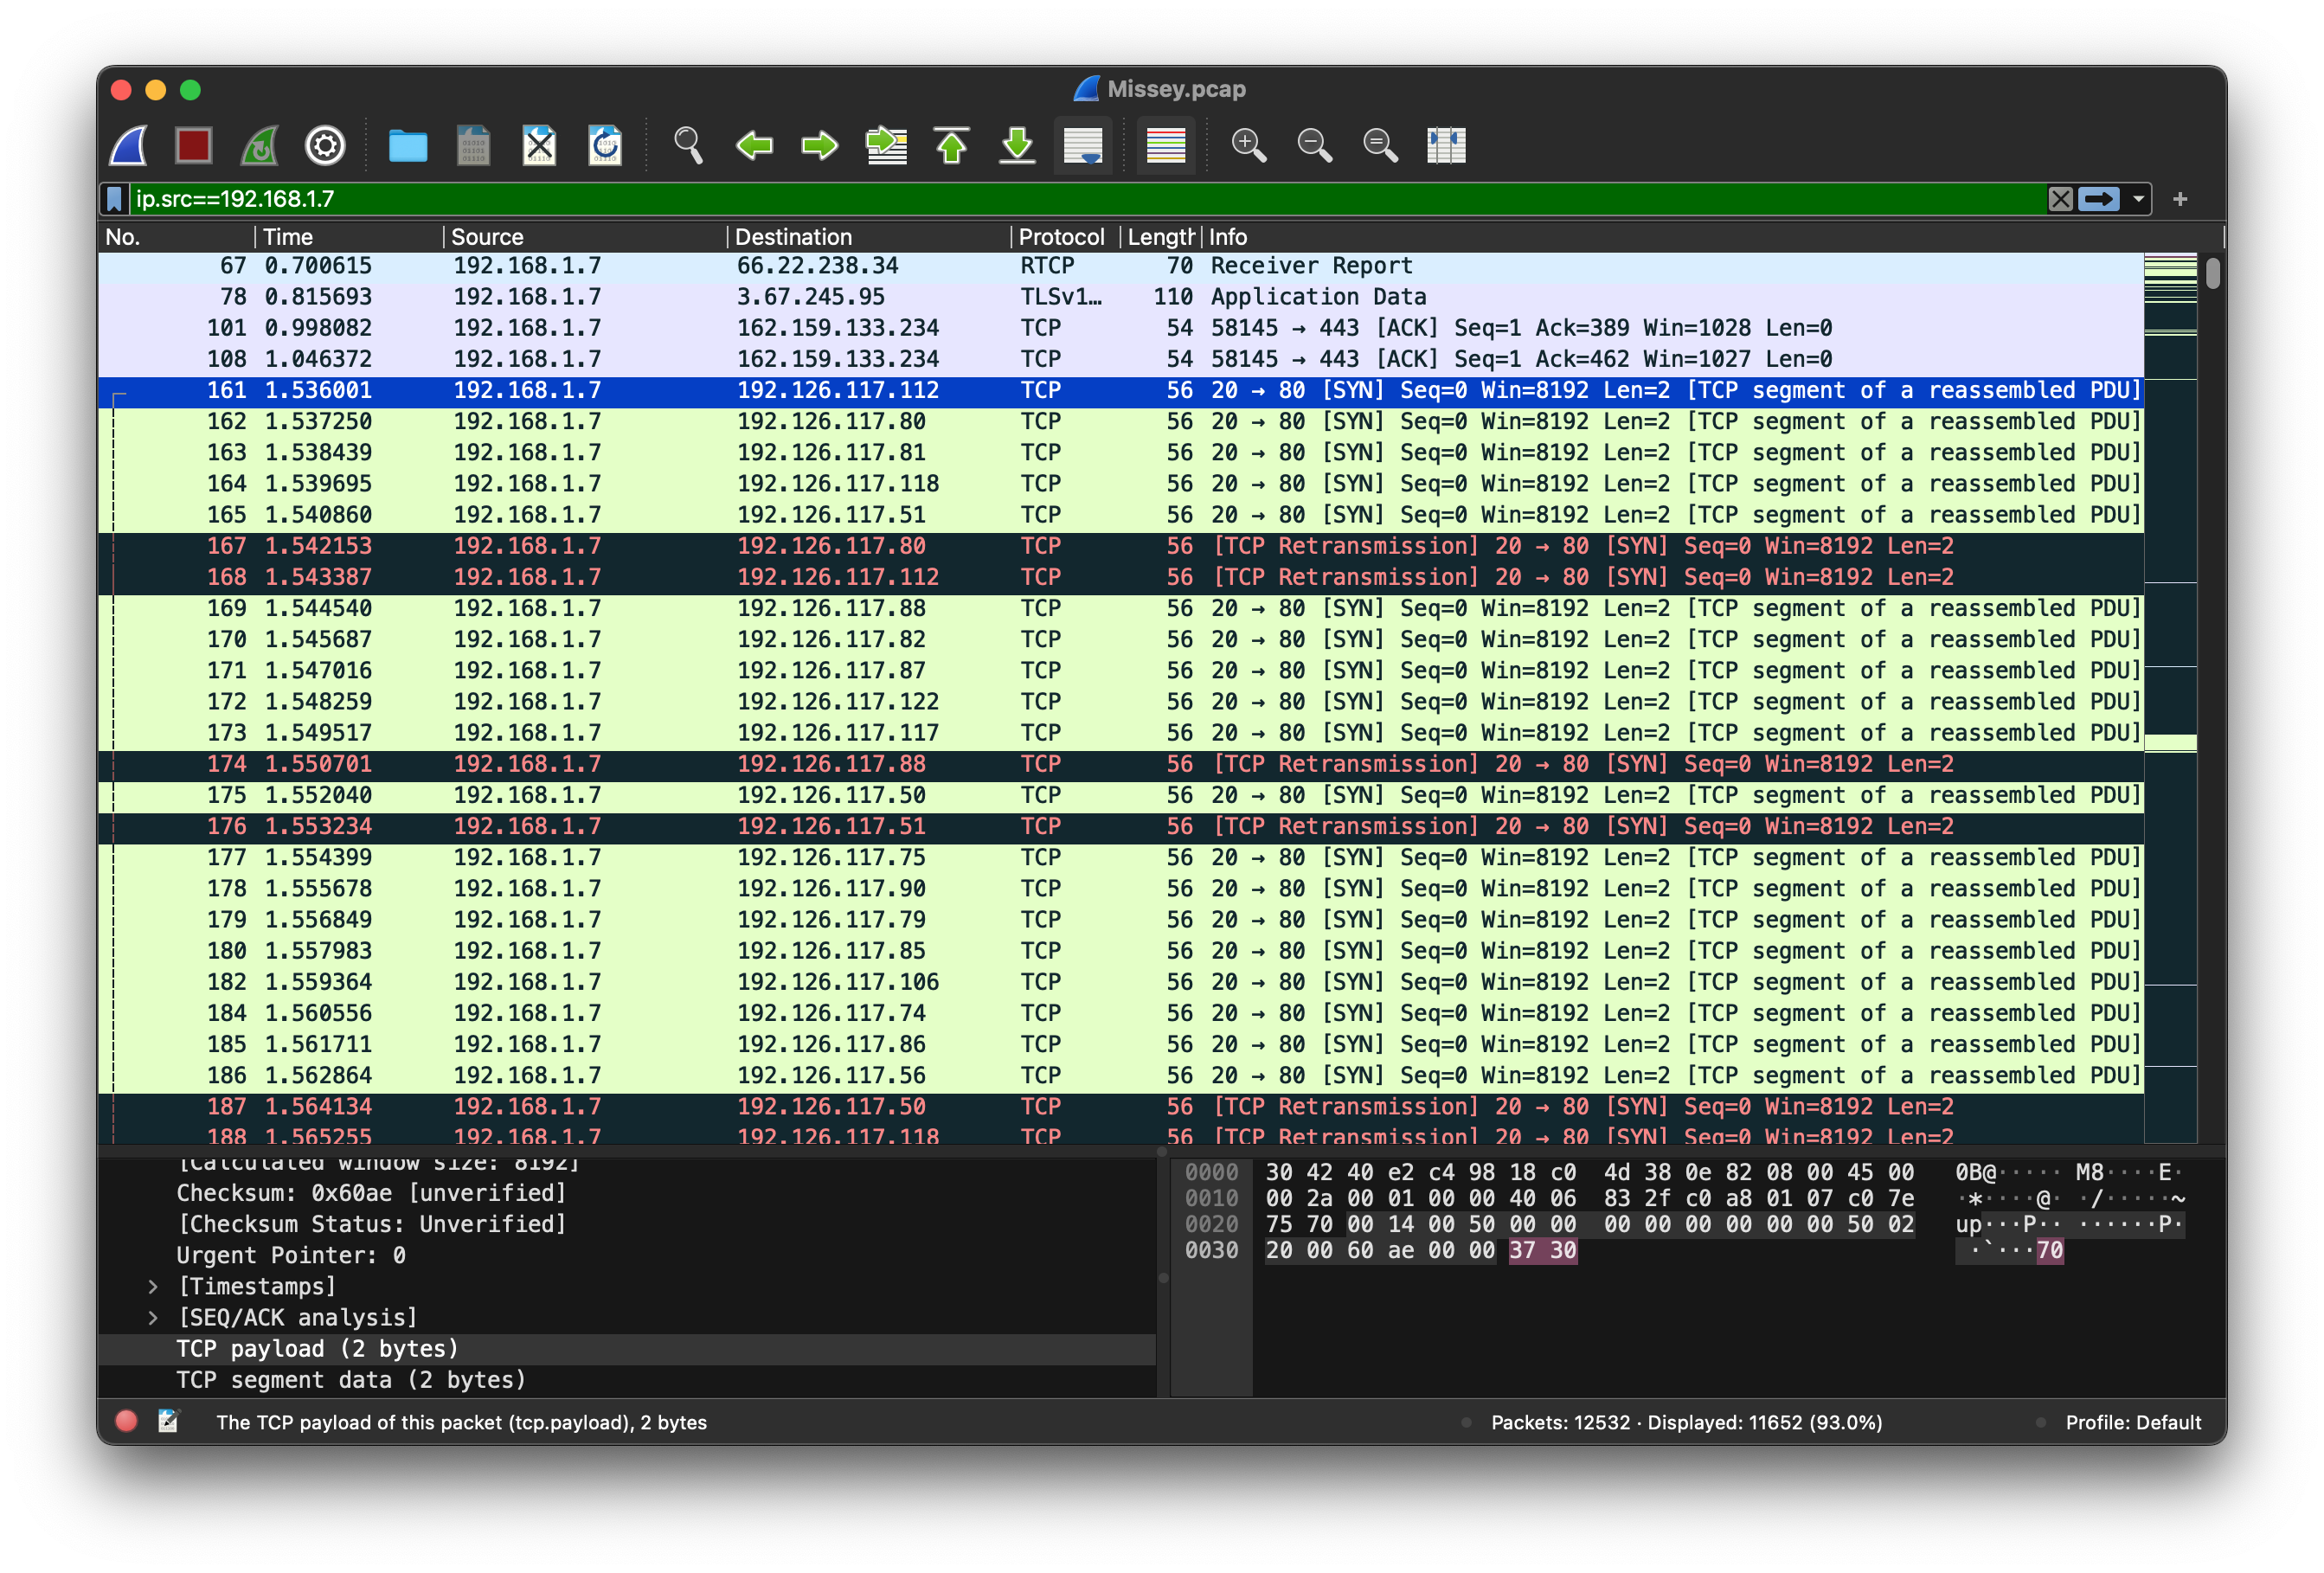 Missey.pcap
ip.src==192.168.1.7
No. Time Source Destination Protocol Length Info
67 0.700615 192.168.1.7 66.22.238.34 RTCP 70 Receiver Report
78 0.815693 192.168.1.7 3.67.245.95 TLSv1… 110 Application Data
101 0.998082 192.168.1.7 162.159.133.234 TCP 54 58145 → 443 [ACK] Seq=1 Ack=389 Win=1028 Len=0
108 1.046372 192.168.1.7 162.159.133.234 TCP 54 58145 → 443 [ACK] Seq=1 Ack=462 Win=1027 Len=0
161 1.536001 192.168.1.7 192.126.117.112 TCP 56 20 → 80 [SYN] Seq=0 Win=8192 Len=2 [TCP segment of a reassembled PDU]
162 1.537250 192.168.1.7 192.126.117.80 TCP 56 20 → 80 [SYN] Seq=0 Win=8192 Len=2 [TCP segment of a reassembled PDU]
163 1.538439 192.168.1.7 192.126.117.81 TCP 56 20 → 80 [SYN] Seq=0 Win=8192 Len=2 [TCP segment of a reassembled PDU]
164 1.539695 192.168.1.7 192.126.117.118 TCP 56 20 → 80 [SYN] Seq=0 Win=8192 Len=2 [TCP segment of a reassembled PDU]
165 1.540860 192.168.1.7 192.126.117.51 TCP 56 20 → 80 [SYN] Seq=0 Win=8192 Len=2 [TCP segment of a reassembled PDU]
167 1.542153 192.168.1.7 192.126.117.80 TCP 56 [TCP Retransmission] 20 → 80 [SYN] Seq=0 Win=8192 Len=2
168 1.543387 192.168.1.7 192.126.117.112 TCP 56 [TCP Retransmission] 20 → 80 [SYN] Seq=0 Win=8192 Len=2
169 1.544540 192.168.1.7 192.126.117.88 TCP 56 20 → 80 [SYN] Seq=0 Win=8192 Len=2 [TCP segment of a reassembled PDU]
170 1.545687 192.168.1.7 192.126.117.82 TCP 56 20 → 80 [SYN] Seq=0 Win=8192 Len=2 [TCP segment of a reassembled PDU]
171 1.547016 192.168.1.7 192.126.117.87 TCP 56 20 → 80 [SYN] Seq=0 Win=8192 Len=2 [TCP segment of a reassembled PDU]
172 1.548259 192.168.1.7 192.126.117.122 TCP 56 20 → 80 [SYN] Seq=0 Win=8192 Len=2 [TCP segment of a reassembled PDU]
173 1.549517 192.168.1.7 192.126.117.117 TCP 56 20 → 80 [SYN] Seq=0 Win=8192 Len=2 [TCP segment of a reassembled PDU]
174 1.550701 192.168.1.7 192.126.117.88 TCP 56 [TCP Retransmission] 20 → 80 [SYN] Seq=0 Win=8192 Len=2
175 1.552040 192.168.1.7 192.126.117.50 TCP 56 20 → 80 [SYN] Seq=0 Win=8192 Len=2 [TCP segment of a reassembled PDU]
176 1.553234 192.168.1.7 192.126.117.51 TCP 56 [TCP Retransmission] 20 → 80 [SYN] Seq=0 Win=8192 Len=2
177 1.554399 192.168.1.7 192.126.117.75 TCP 56 20 → 80 [SYN] Seq=0 Win=8192 Len=2 [TCP segment of a reassembled PDU]
178 1.555678 192.168.1.7 192.126.117.90 TCP 56 20 → 80 [SYN] Seq=0 Win=8192 Len=2 [TCP segment of a reassembled PDU]
179 1.556849 192.168.1.7 192.126.117.79 TCP 56 20 → 80 [SYN] Seq=0 Win=8192 Len=2 [TCP segment of a reassembled PDU]
180 1.557983 192.168.1.7 192.126.117.85 TCP 56 20 → 80 [SYN] Seq=0 Win=8192 Len=2 [TCP segment of a reassembled PDU]
182 1.559364 192.168.1.7 192.126.117.106 TCP 56 20 → 80 [SYN] Seq=0 Win=8192 Len=2 [TCP segment of a reassembled PDU]
184 1.560556 192.168.1.7 192.126.117.74 TCP 56 20 → 80 [SYN] Seq=0 Win=8192 Len=2 [TCP segment of a reassembled PDU]
185 1.561711 192.168.1.7 192.126.117.86 TCP 56 20 → 80 [SYN] Seq=0 Win=8192 Len=2 [TCP segment of a reassembled PDU]
186 1.562864 192.168.1.7 192.126.117.56 TCP 56 20 → 80 [SYN] Seq=0 Win=8192 Len=2 [TCP segment of a reassembled PDU]
187 1.564134 192.168.1.7 192.126.117.50 TCP 56 [TCP Retransmission] 20 → 80 [SYN] Seq=0 Win=8192 Len=2
188 1.565255 192.168.1.7 192.126.117.118 TCP 56 [TCP Retransmission] 20 → 80 [SYN] Seq=0 Win=8192 Len=2
[Calculated window size: 8192]
Checksum: 0x60ae [unverified]
[Checksum Status: Unverified]
Urgent Pointer: 0
[Timestamps]
[SEQ/ACK analysis]
TCP payload (2 bytes)
TCP segment data (2 bytes)
0000 30 42 40 e2 c4 98 18 c0 4d 38 0e 82 08 00 45 00 0B@····· M8····E·
0010 00 2a 00 01 00 00 40 06 83 2f c0 a8 01 07 c0 7e ·*····@· ·/·····~
0020 75 70 00 14 00 50 00 00 00 00 00 00 00 00 50 02 up···P·· ······P·
0030 20 00 60 ae 00 00 37 30 ·`···70
The TCP payload of this packet (tcp.payload), 2 bytes
Packets: 12532 · Displayed: 11652 (93.0%)
Profile: Default